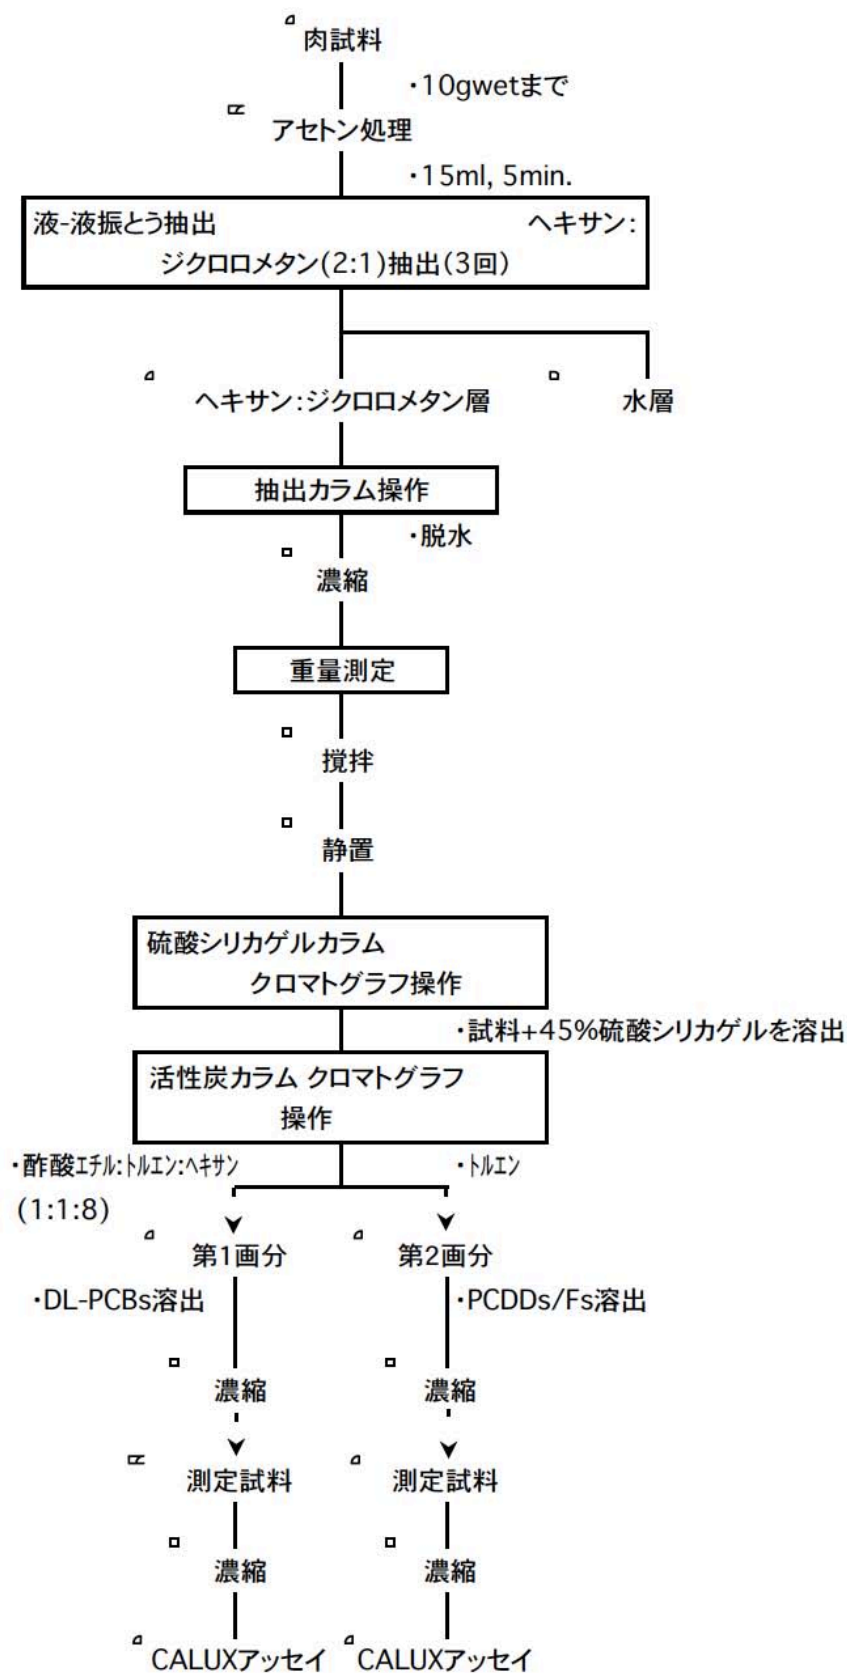 肉試料
・10gwetまで
アセトン処理
・15ml, 5min.
液-液振とう抽出 ヘキサン:
ジクロロメタン(2:1)抽出(3回)
ヘキサン:ジクロロメタン層
水層
抽出カラム操作
・脱水
濃縮
重量測定
撹拌
静置
硫酸シリカゲルカラム
クロマトグラフ操作
・試料+45%硫酸シリカゲルを溶出
活性炭カラム クロマトグラフ
操作
・酢酸ｴﾁﾙ:ﾄﾙｴﾝ:ﾍｷｻﾝ
(1:1:8)
・ﾄﾙｴﾝ
第1画分
第2画分
・DL-PCBs溶出
・PCDDs/Fs溶出
濃縮
濃縮
測定試料
測定試料
濃縮
濃縮
CALUXアッセイ
CALUXアッセイ